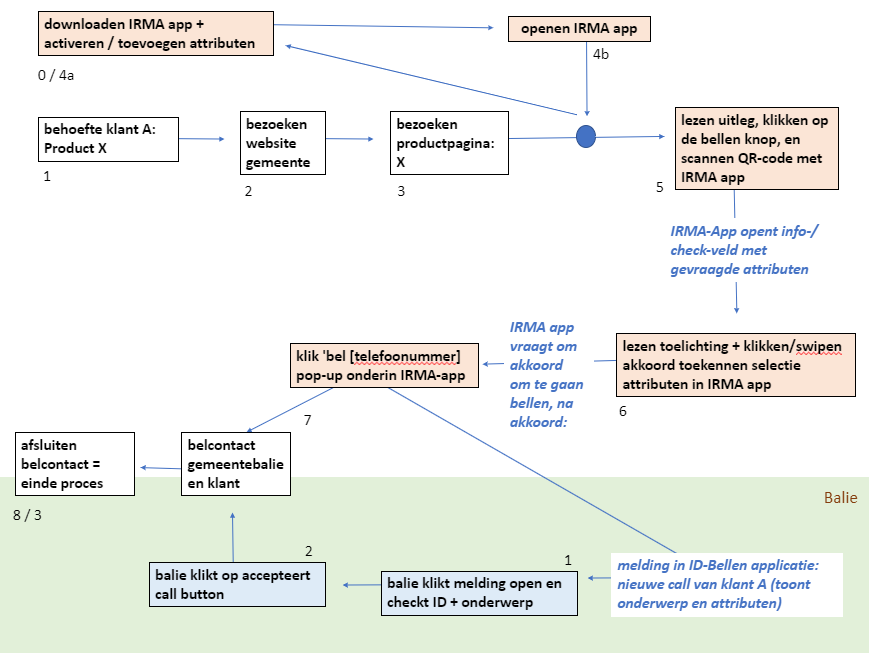 downloaden IRMA app +
activeren / toevoegen attributen
0 / 4a
openen IRMA app
4b
behoefte klant A:
Product X
1
bezoeken
website
gemeente
2
bezoeken
productpagina:
X
3
lezen uitleg, klikken op
de bellen knop, en
scannen QR-code met
IRMA app
5
IRMA-App opent info-/
check-veld met
gevraagde attributen
lezen toelichting + klikken/swipen
akkoord toekennen selectie
attributen in IRMA app
6
IRMA app
vraagt om
akkoord
om te gaan
bellen, na
akkoord:
klik 'bel [telefoonummer]
pop-up onderin IRMA-app
7
belcontact
gemeentebalie
en klant
afsluiten
belcontact =
einde proces
8 / 3
Balie
melding in ID-Bellen applicatie:
nieuwe call van klant A (toont
onderwerp en attributen)
1
balie klikt melding open en
checkt ID + onderwerp
2
balie klikt op accepteert
call button